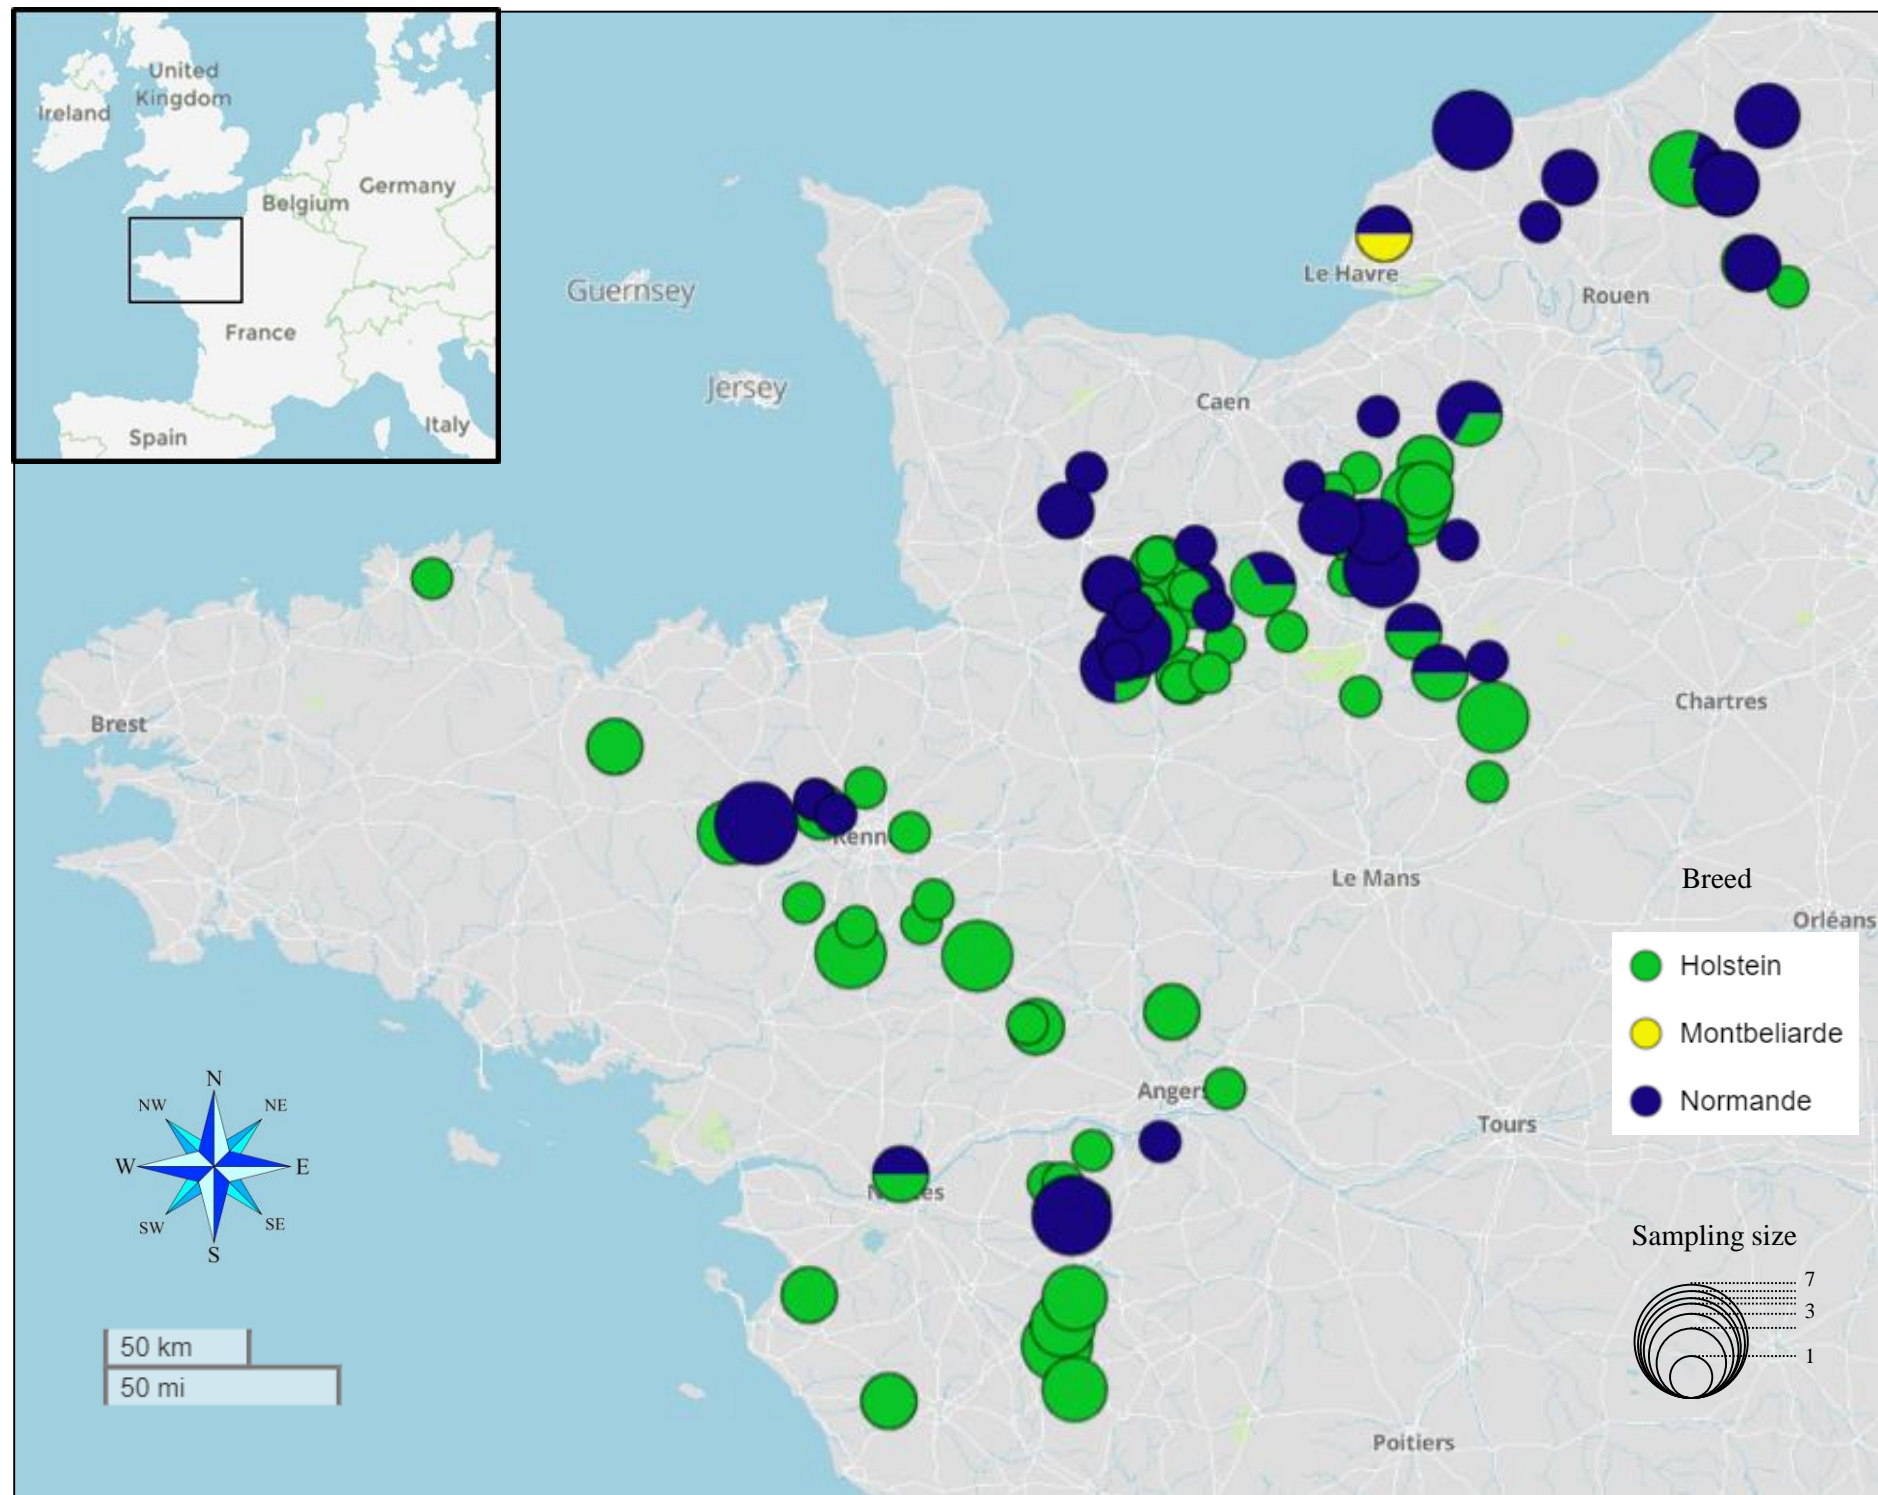 United
Kingdom
Ireland
Germany
Belgium
France
Spain
Italy
Guernsey
Jersey
Le Havre
Rouen
Caen
Brest
Chartres
Le Mans
Orléans
Angers
Tours
Poitiers
Breed
Holstein
Montbeliarde
Normande
N
NW
NE
W
E
SW
SE
S
50 km
50 mi
Sampling size
7
3
1